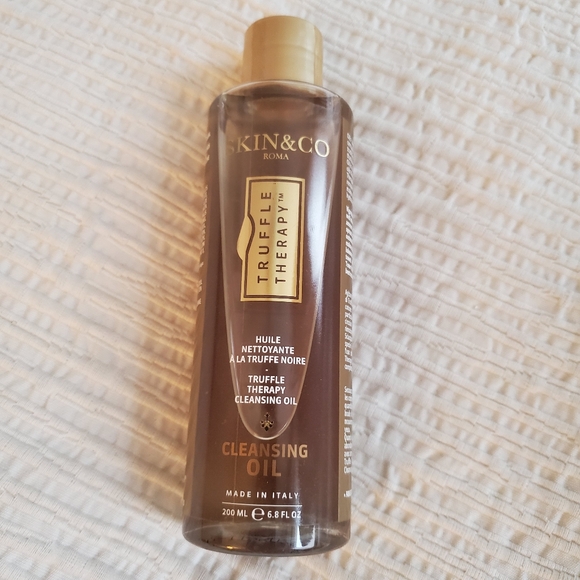 SKIN&CO
ROMA
TRUFFLE
THERAPY™
HUILE
NETTOYANTE
À LA TRUFFE NOIRE
-
TRUFFLE
THERAPY
CLEANSING OIL
CLEANSING
OIL
MADE IN ITALY
200 ML ℮ 6.8 FL OZ